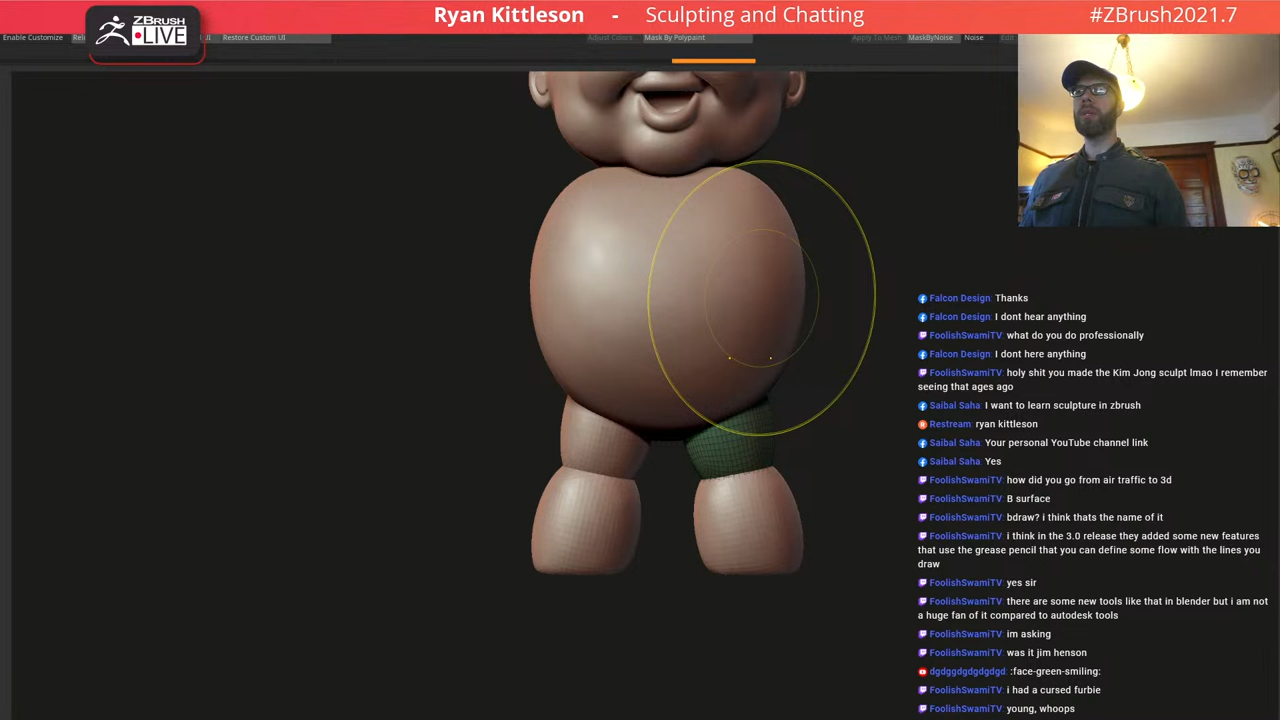 ZBRUSH
LIVE
Ryan Kittleson - Sculpting and Chatting
#ZBrush2021.7
Enable Customize
UI
Restore Custom UI
Adjust Colors
Mask By Polypaint
Apply To Mesh
MaskByNoise
Noise
Edit
Falcon Design: Thanks
Falcon Design: I dont hear anything
FoolishSwamiTV: what do you do professionally
Falcon Design: I dont here anything
FoolishSwamiTV: holy shit you made the Kim Jong sculpt lmao I remember
seeing that ages ago
Saibal Saha: I want to learn sculpture in zbrush
Restream: ryan kittleson
Saibal Saha: Your personal YouTube channel link
Saibal Saha: Yes
FoolishSwamiTV: how did you go from air traffic to 3d
FoolishSwamiTV: B surface
FoolishSwamiTV: bdraw? i think thats the name of it
FoolishSwamiTV: i think in the 3.0 release they added some new features
that use the grease pencil that you can define some flow with the lines you
draw
FoolishSwamiTV: yes sir
FoolishSwamiTV: there are some new tools like that in blender but i am not
a huge fan of it compared to autodesk tools
FoolishSwamiTV: im asking
FoolishSwamiTV: was it jim henson
dgdggdgdgdgdgd: :face-green-smiling:
FoolishSwamiTV: i had a cursed furbie
FoolishSwamiTV: young, whoops